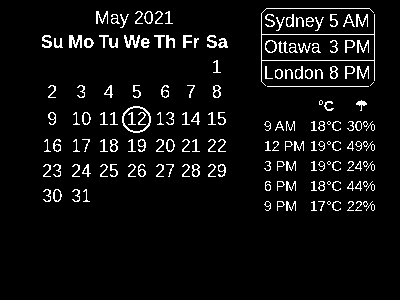 May 2021
Su Mo Tu We Th Fr Sa
1
2 3 4 5 6 7 8
9 10 11 12 13 14 15
16 17 18 19 20 21 22
23 24 25 26 27 28 29
30 31
Sydney 5 AM
Ottawa 3 PM
London 8 PM
°C ☂
9 AM 18°C 30%
12 PM 19°C 49%
3 PM 19°C 24%
6 PM 18°C 44%
9 PM 17°C 22%